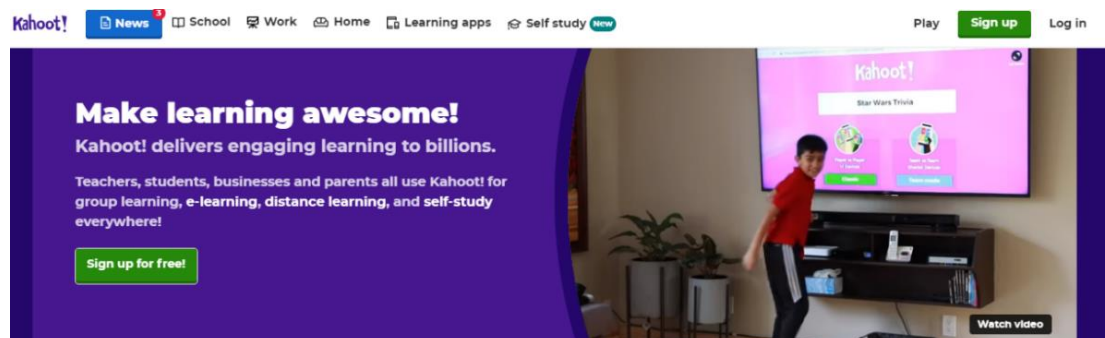 Kahoot! News 3 School Work Home Learning apps Self study New Play Sign up Log in
Make learning awesome!
Kahoot! delivers engaging learning to billions.
Teachers, students, businesses and parents all use Kahoot! for
group learning, e-learning, distance learning, and self-study
everywhere!
Sign up for free!
Kahoot!
Star Wars Trivia
Classic
Team mode
Watch video